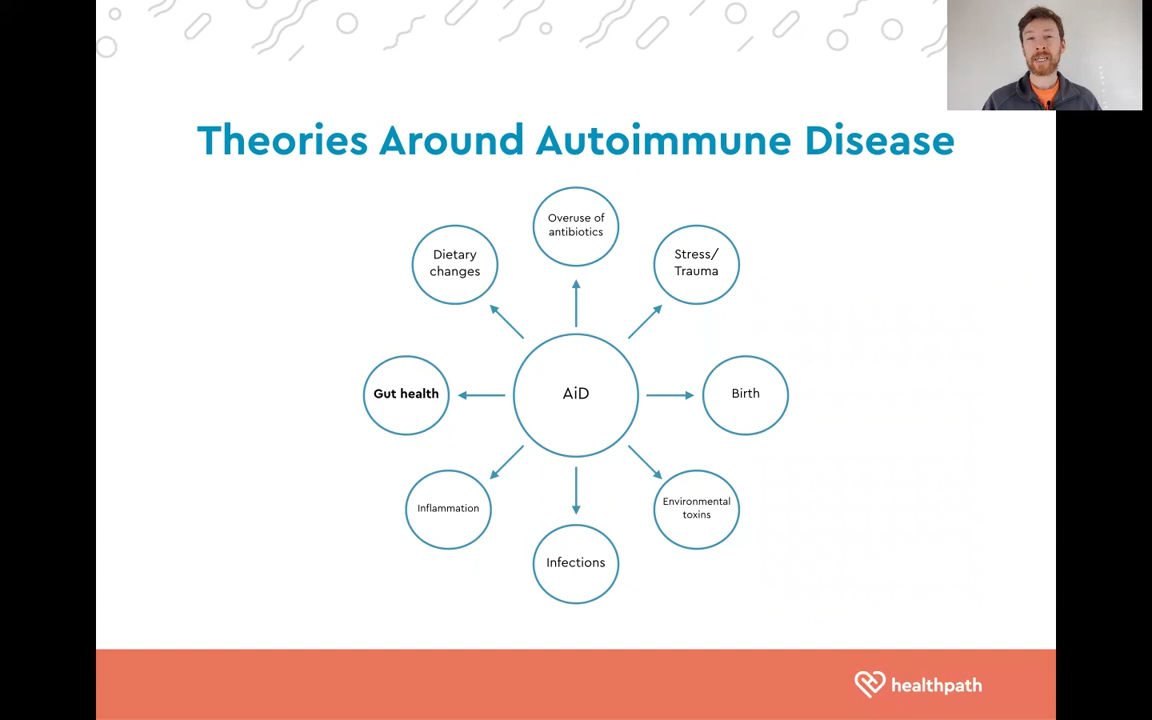 Theories Around Autoimmune Disease
Overuse of
antibiotics
Dietary
changes
Stress/
Trauma
Gut health
AiD
Birth
Inflammation
Environmental
toxins
Infections
healthpath